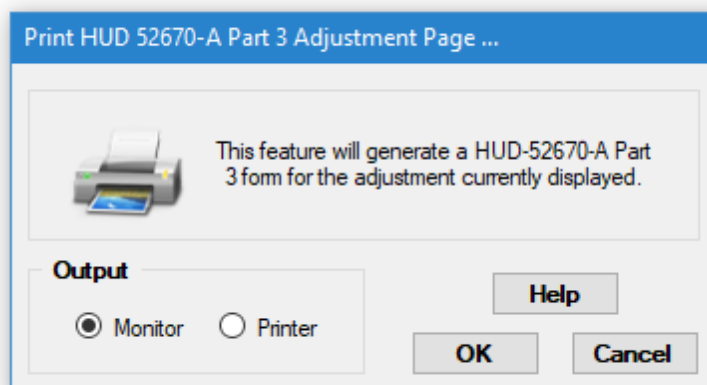 Print HUD 52670-A Part 3 Adjustment Page ...
This feature will generate a HUD-52670-A Part
3 form for the adjustment currently displayed.
Output
Monitor
Printer
Help
OK
Cancel